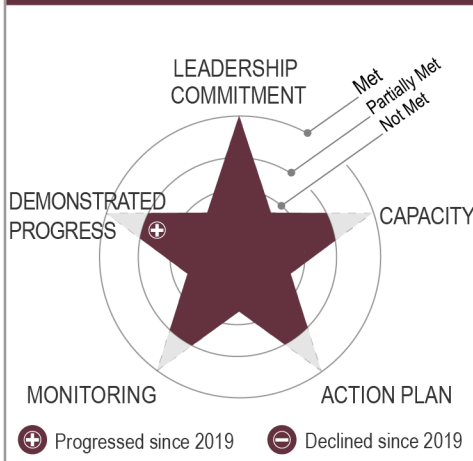 LEADERSHIP
COMMITMENT
Met
Partially Met
Not Met
DEMONSTRATED
PROGRESS
CAPACITY
MONITORING
ACTION PLAN
Progressed since 2019
Declined since 2019